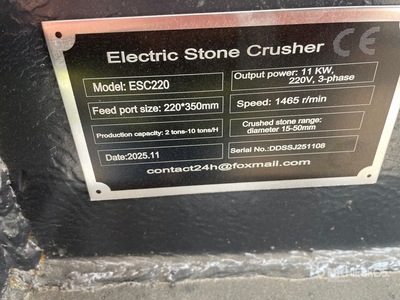 Electric Stone Crusher CE
Model: ESC220
Output power: 11 KW,
220V, 3-phase
Feed port size: 220*350mm
Speed: 1465 r/min
Production capacity: 2 tons-10 tons/H
Crushed stone range:
diameter 15-50mm
Date:2025.11
Serial No.:DDSSJ251108
contact24h@foxmail.com